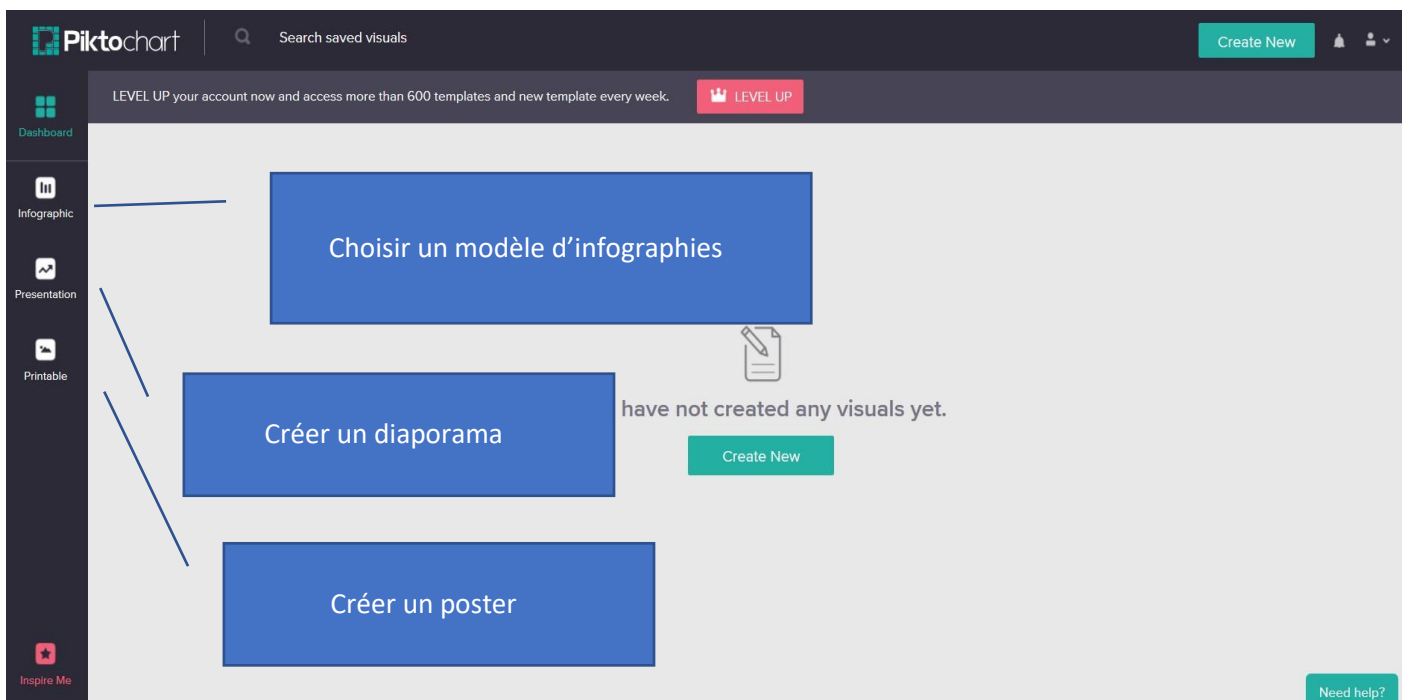 Piktochart
Search saved visuals
Create New
LEVEL UP your account now and access more than 600 templates and new template every week.
LEVEL UP
Dashboard
Infographic
Presentation
Printable
Inspire Me
Choisir un modèle d’infographies
Créer un diaporama
have not created any visuals yet.
Create New
Créer un poster
Need help?